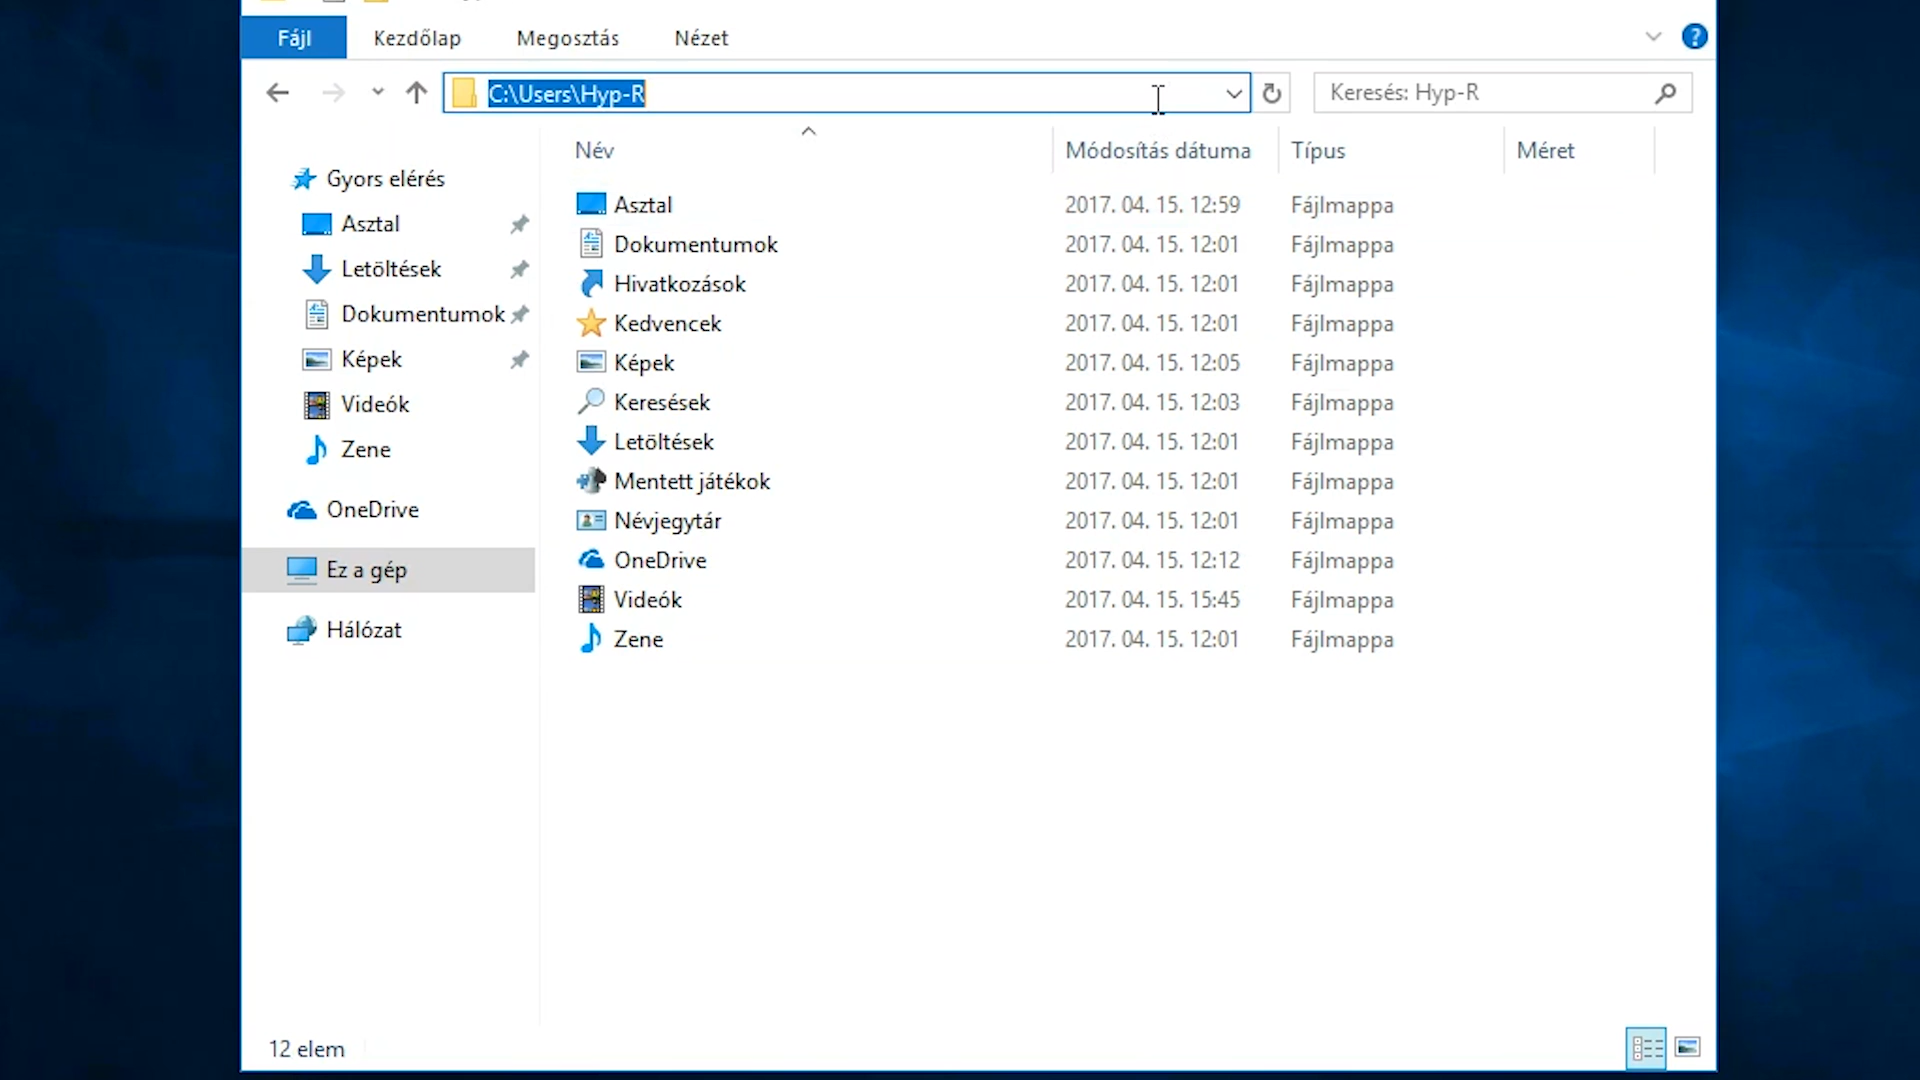 Fájl Kezdőlap Megosztás Nézet ?
C:\Users\Hyp-R Keresés: Hyp-R
Név Módosítás dátuma Típus Méret
Gyors elérés
Asztal
Letöltések
Dokumentumok
Képek
Videók
Zene
OneDrive
Ez a gép
Hálózat
Asztal 2017. 04. 15. 12:59 Fájlmappa
Dokumentumok 2017. 04. 15. 12:01 Fájlmappa
Hivatkozások 2017. 04. 15. 12:01 Fájlmappa
Kedvencek 2017. 04. 15. 12:01 Fájlmappa
Képek 2017. 04. 15. 12:05 Fájlmappa
Keresések 2017. 04. 15. 12:03 Fájlmappa
Letöltések 2017. 04. 15. 12:01 Fájlmappa
Mentett játékok 2017. 04. 15. 12:01 Fájlmappa
Névjegytár 2017. 04. 15. 12:01 Fájlmappa
OneDrive 2017. 04. 15. 12:12 Fájlmappa
Videók 2017. 04. 15. 15:45 Fájlmappa
Zene 2017. 04. 15. 12:01 Fájlmappa
12 elem